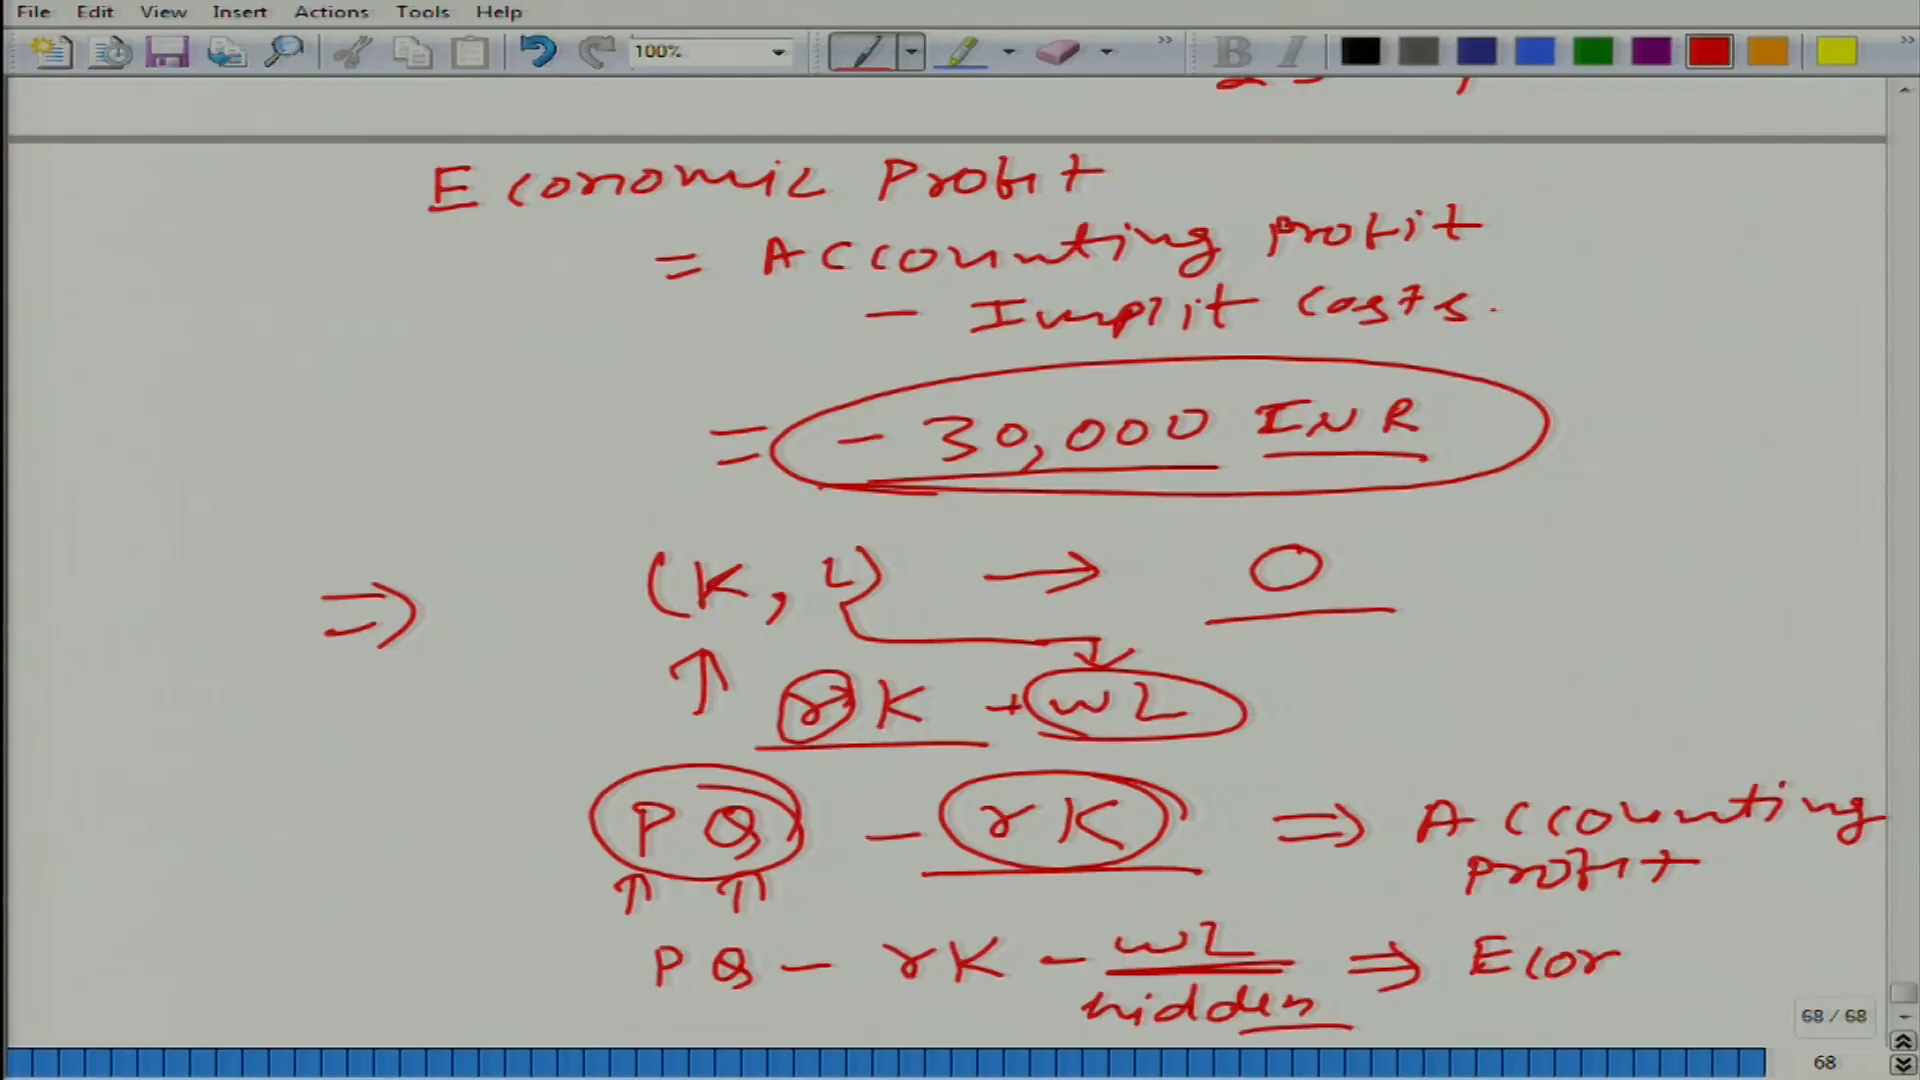 File Edit View Insert Actions Tools Help
100%
B I
Economic Profit
= Accounting profit
- Implit costs.
= - 30,000 INR
⇒ (K, L) → 0
↑ rK + wL
PQ - rK ⇒ Accounting
profit
PQ - rK - wL ⇒ Econ
hidden
68 / 68
68